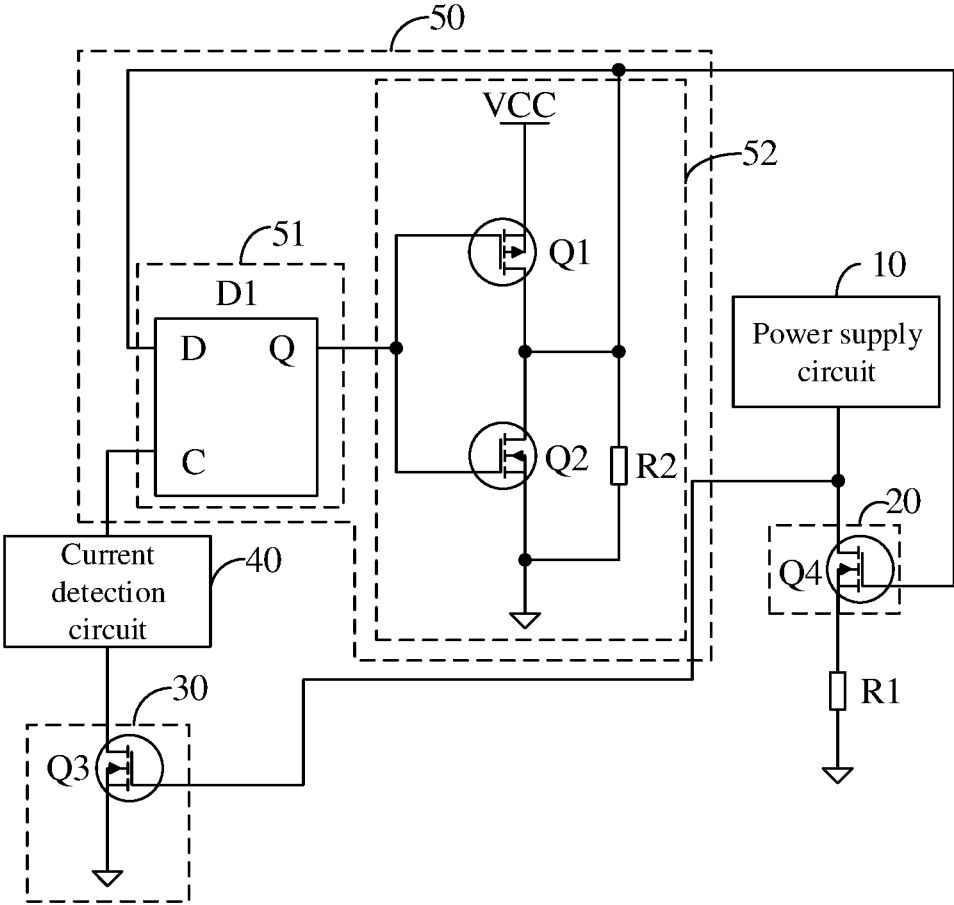 50
VCC
52
51
Q1
10
D1
D
Q
Power supply
circuit
C
Q2
R2
20
Current
detection
circuit
40
Q4
30
R1
Q3